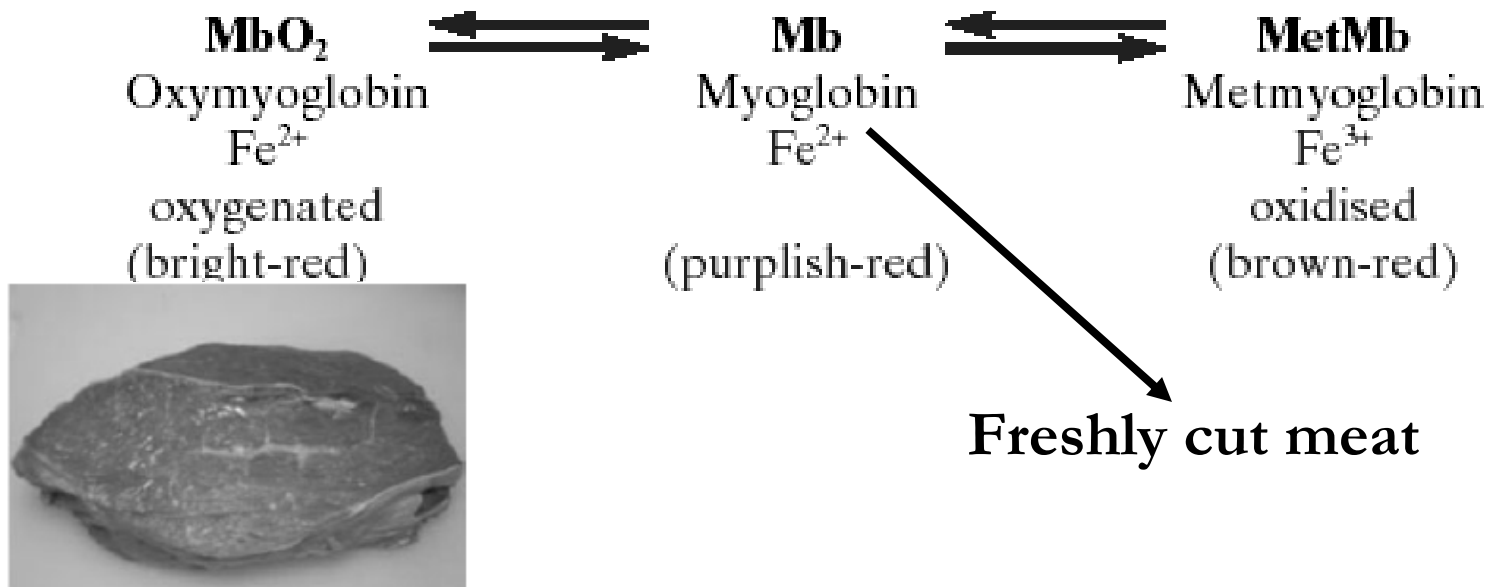 MbO₂ Mb MetMb
Oxymyoglobin Myoglobin Metmyoglobin
Fe²⁺ Fe²⁺ Fe³⁺
oxygenated oxidised
(bright-red) (purplish-red) (brown-red)
Freshly cut meat